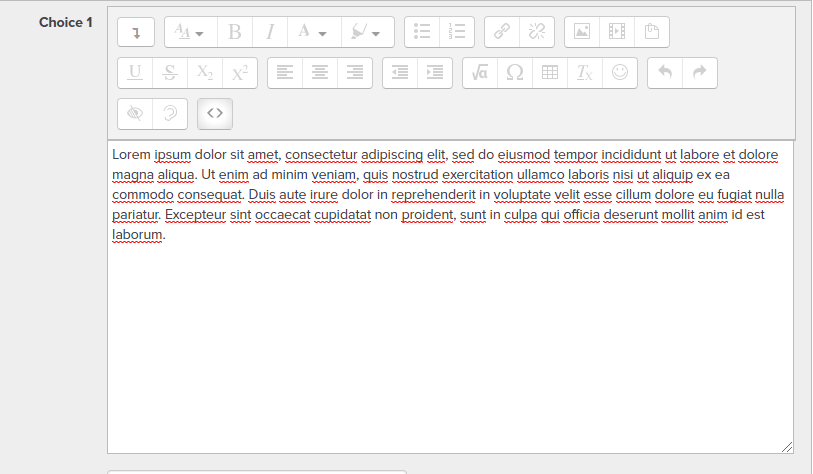 Choice 1
Lorem ipsum dolor sit amet, consectetur adipiscing elit, sed do eiusmod tempor incididunt ut labore et dolore
magna aliqua. Ut enim ad minim veniam, quis nostrud exercitation ullamco laboris nisi ut aliquip ex ea
commodo consequat. Duis aute irure dolor in reprehenderit in voluptate velit esse cillum dolore eu fugiat nulla
pariatur. Excepteur sint occaecat cupidatat non proident, sunt in culpa qui officia deserunt mollit anim id est
laborum.